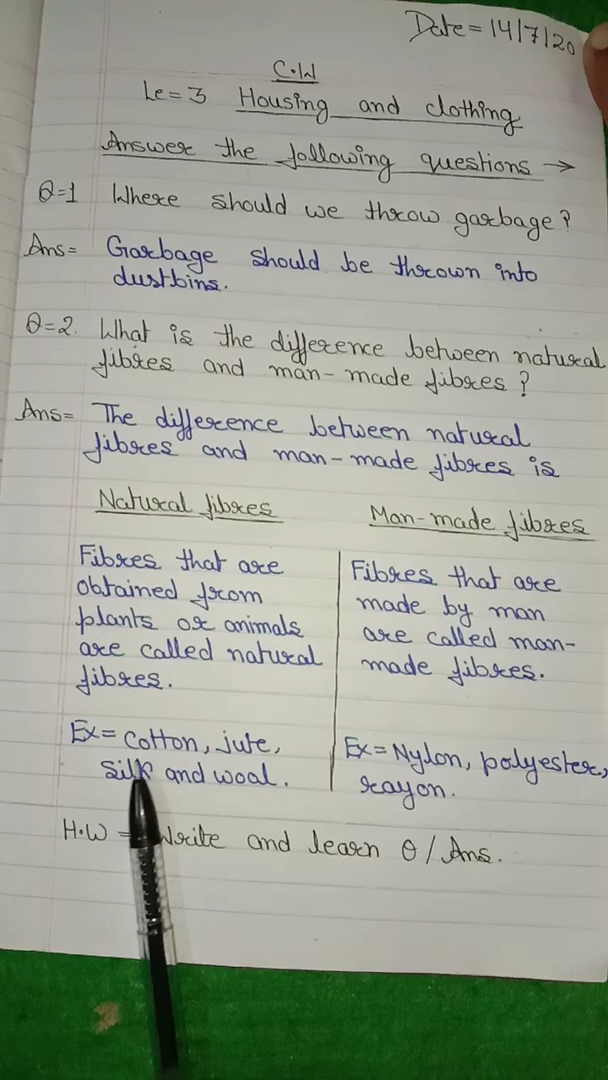 Date = 14/7/20
C.W
Le = 3 Housing and clothing
Answer the following questions →
Q=1 Where should we throw garbage?
Ans= Garbage should be thrown into
dustbins.
Q=2. What is the difference between natural
fibres and man-made fibres?
Ans= The difference between natural
fibres and man-made fibres is
Natural fibres
Fibres that are
obtained from
plants or animals
are called natural
fibres.
Ex= Cotton, jute,
silk and wool.
Man-made fibres
Fibres that are
made by man
are called man-
made fibres.
Ex= Nylon, polyester,
rayon.
H.W = Write and learn Q/Ans.